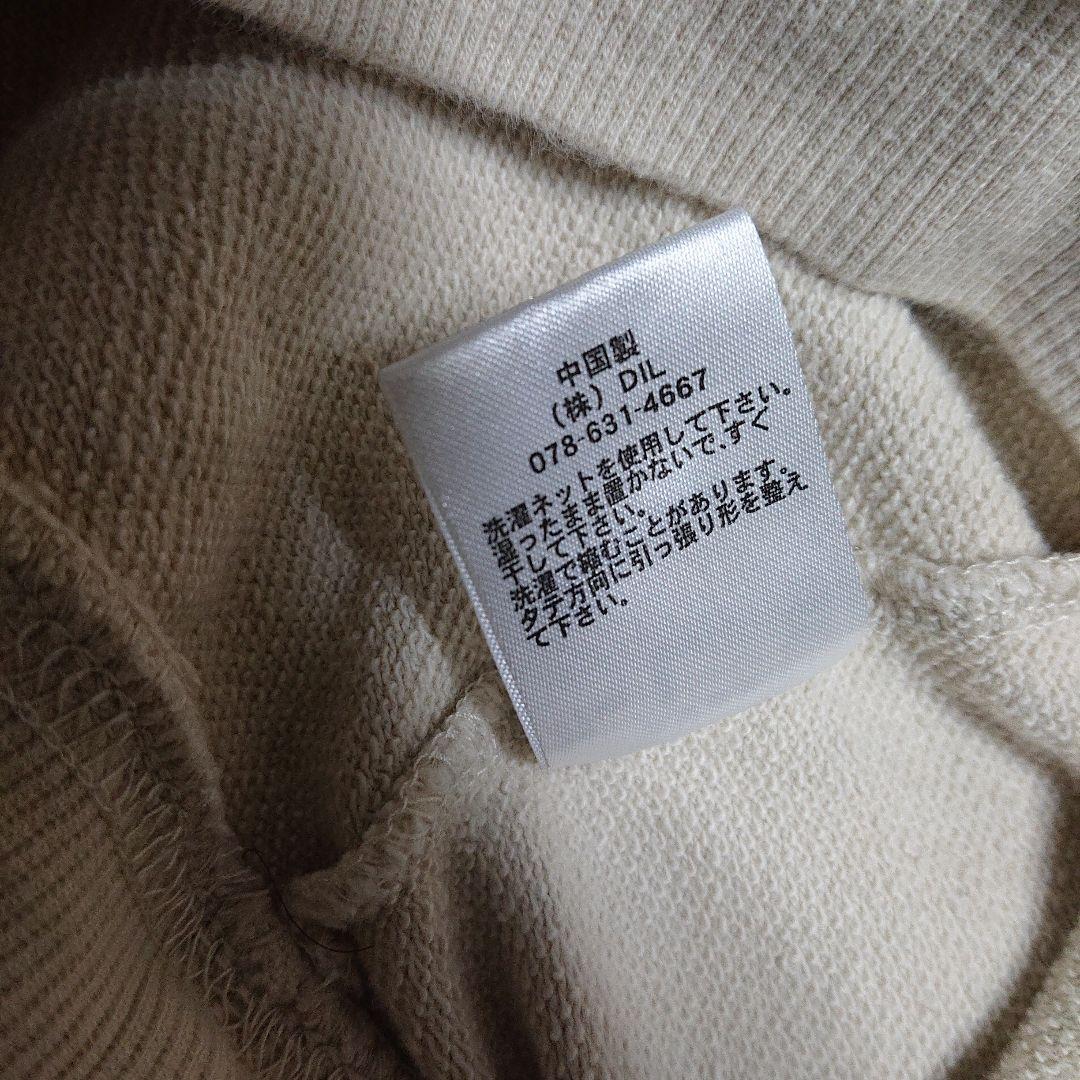 中国製
(株) DIL
078-631-4667
洗濯ネットを使用して下さい。
湿ったまま置かないで、すぐ
干して下さい。
洗濯で縮むことがあります。
タテ方向に引っ張り形を整え
て下さい。